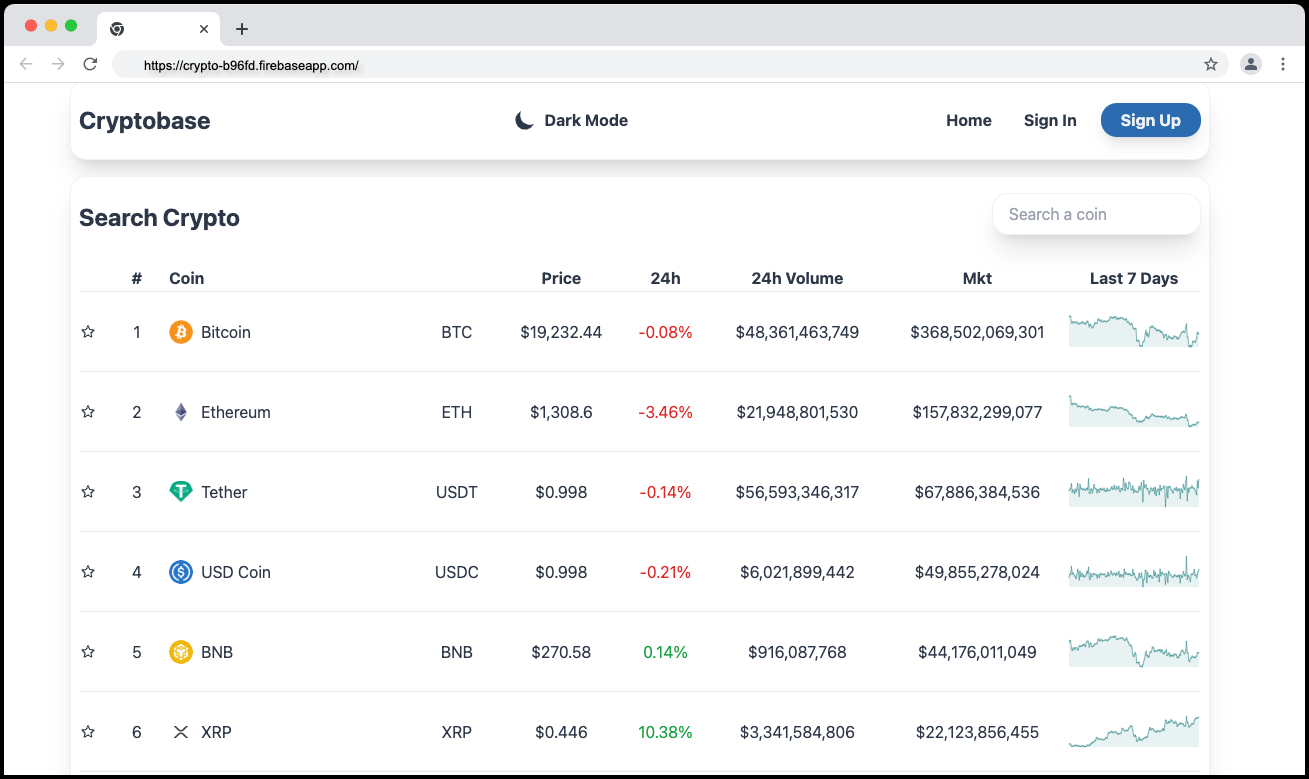 https://crypto-b96fd.firebaseapp.com/
Cryptobase Dark Mode Home Sign In Sign Up
Search Crypto Search a coin
# Coin Price 24h 24h Volume Mkt Last 7 Days
1 Bitcoin BTC $19,232.44 -0.08% $48,361,463,749 $368,502,069,301
2 Ethereum ETH $1,308.6 -3.46% $21,948,801,530 $157,832,299,077
3 Tether USDT $0.998 -0.14% $56,593,346,317 $67,886,384,536
4 USD Coin USDC $0.998 -0.21% $6,021,899,442 $49,855,278,024
5 BNB BNB $270.58 0.14% $916,087,768 $44,176,011,049
6 XRP XRP $0.446 10.38% $3,341,584,806 $22,123,856,455